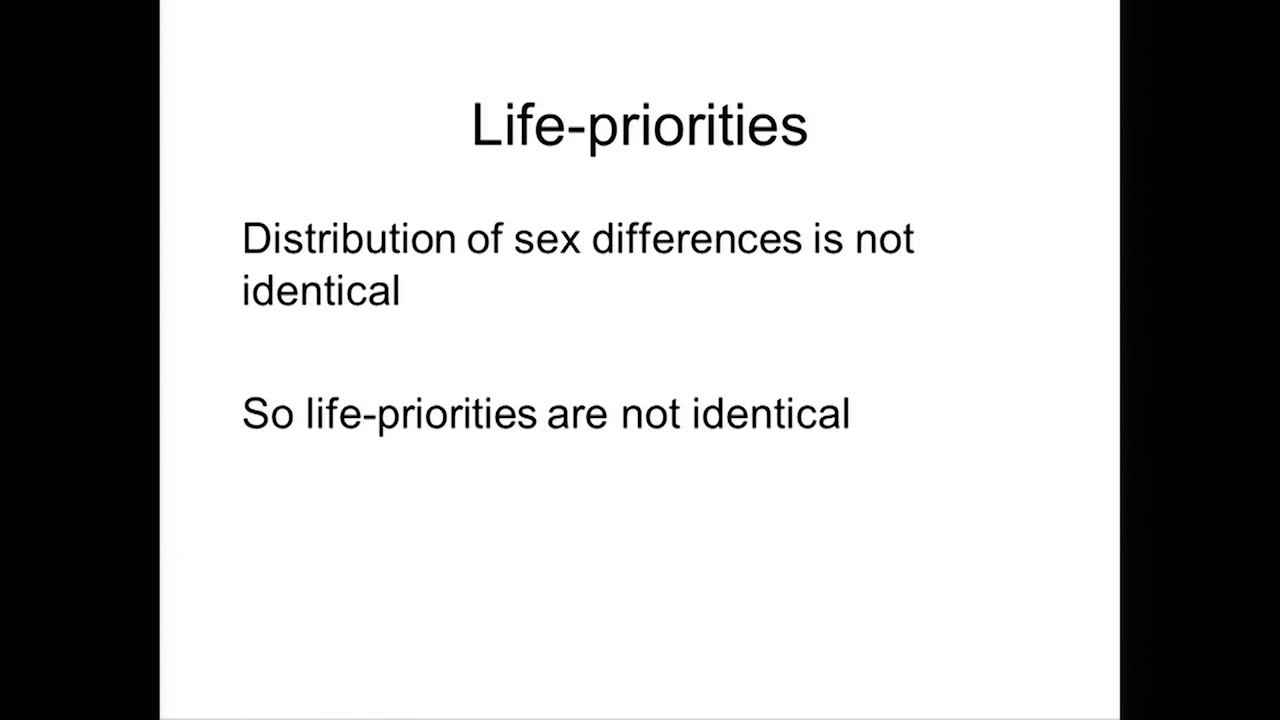 Life-priorities
Distribution of sex differences is not
identical
So life-priorities are not identical